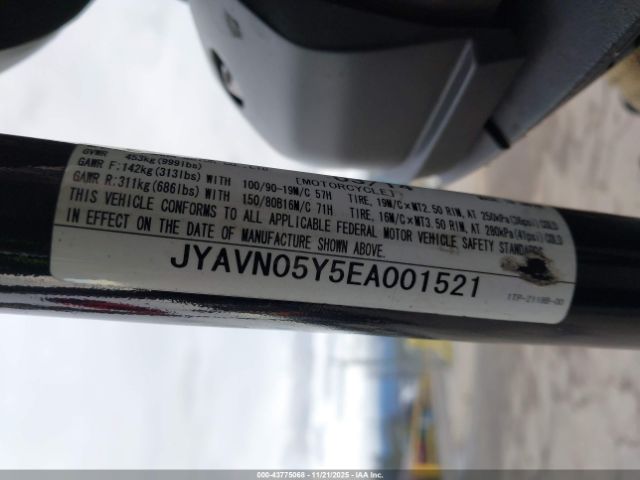 GVWR 453kg(999lbs)
GAWR F:142kg(313lbs) WITH 100/90-19M/C 57H TIRE, 19M/C×MT2.50 RIM, AT 250kPa(36psi) COLD
GAWR R:311kg(686lbs) WITH 150/80B16M/C 71H TIRE, 16M/C×MT3.50 RIM, AT 280kPa(41psi) COLD
[MOTORCYCLE]
THIS VEHICLE CONFORMS TO ALL APPLICABLE FEDERAL MOTOR VEHICLE SAFETY STANDARDS
IN EFFECT ON THE DATE OF MANUFACTURE SHOWN ABOVE.
JYAVN05Y5EA001521
000-43775068 - 11/21/2025 - IAAI.com